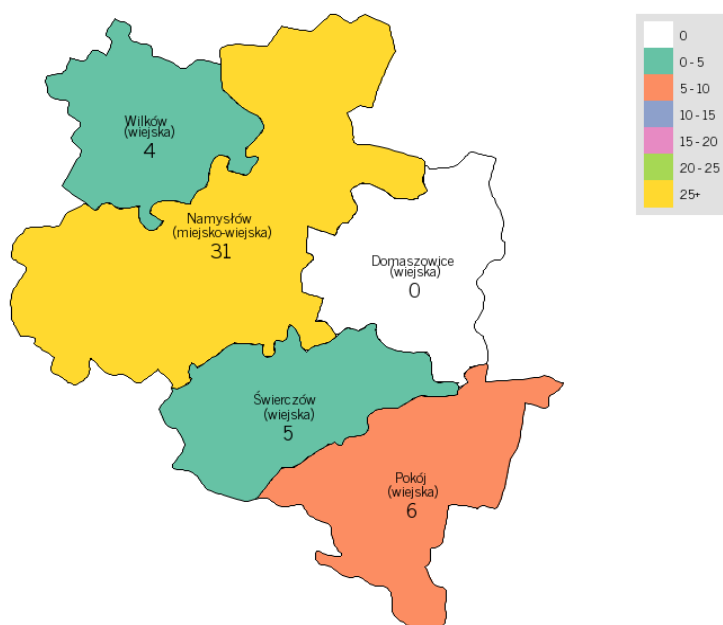 Wilków
(wiejska)
4
Namysłów
(miejsko-wiejska)
31
Domaszowice
(wiejska)
0
Świerczów
(wiejska)
5
Pokój
(wiejska)
6
0
0 - 5
5 - 10
10 - 15
15 - 20
20 - 25
25+